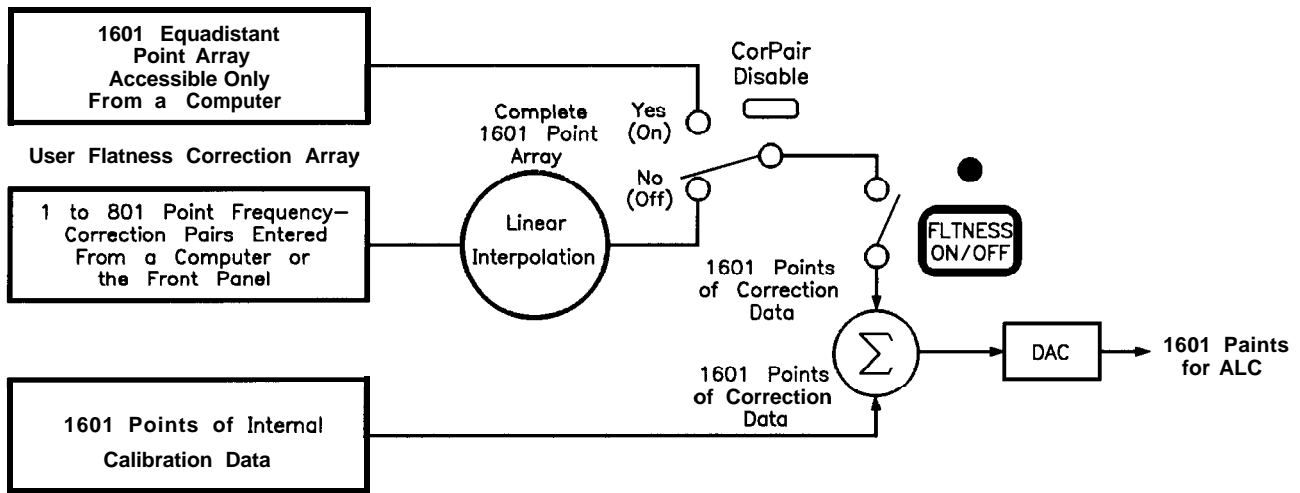 1601 Equadistant
Point Array
Accessible Only
From a Computer
User Flatness Correction Array
1 to 801 Point Frequency–
Correction Pairs Entered
From a Computer or
the Front Panel
1601 Points of Internal
Calibration Data
Complete
1601 Point
Array
Linear
Interpolation
CorPair
Disable
Yes
(On)
No
(Off)
FLTNESS
ON/OFF
1601 Points
of Correction
Data
1601 Points
of Correction
Data
Σ
DAC
1601 Paints
for ALC